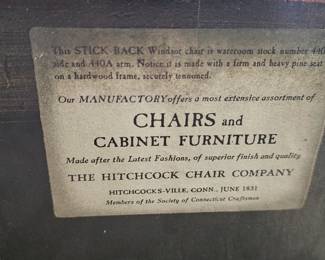 This STICK BACK Windsor chair is wareroom stock number 440
side and 440A arm. Notice it is made with a firm and heavy pine seat
on a hardwood frame, securely tennoned.
Our MANUFACTORY offers a most extensive assortment of
CHAIRS and
CABINET FURNITURE
Made after the Latest Fashions, of superior finish and quality
THE HITCHCOCK CHAIR COMPANY
HITCHCOCKS-VILLE, CONN., JUNE 1831
Members of the Society of Connecticut Craftsmen